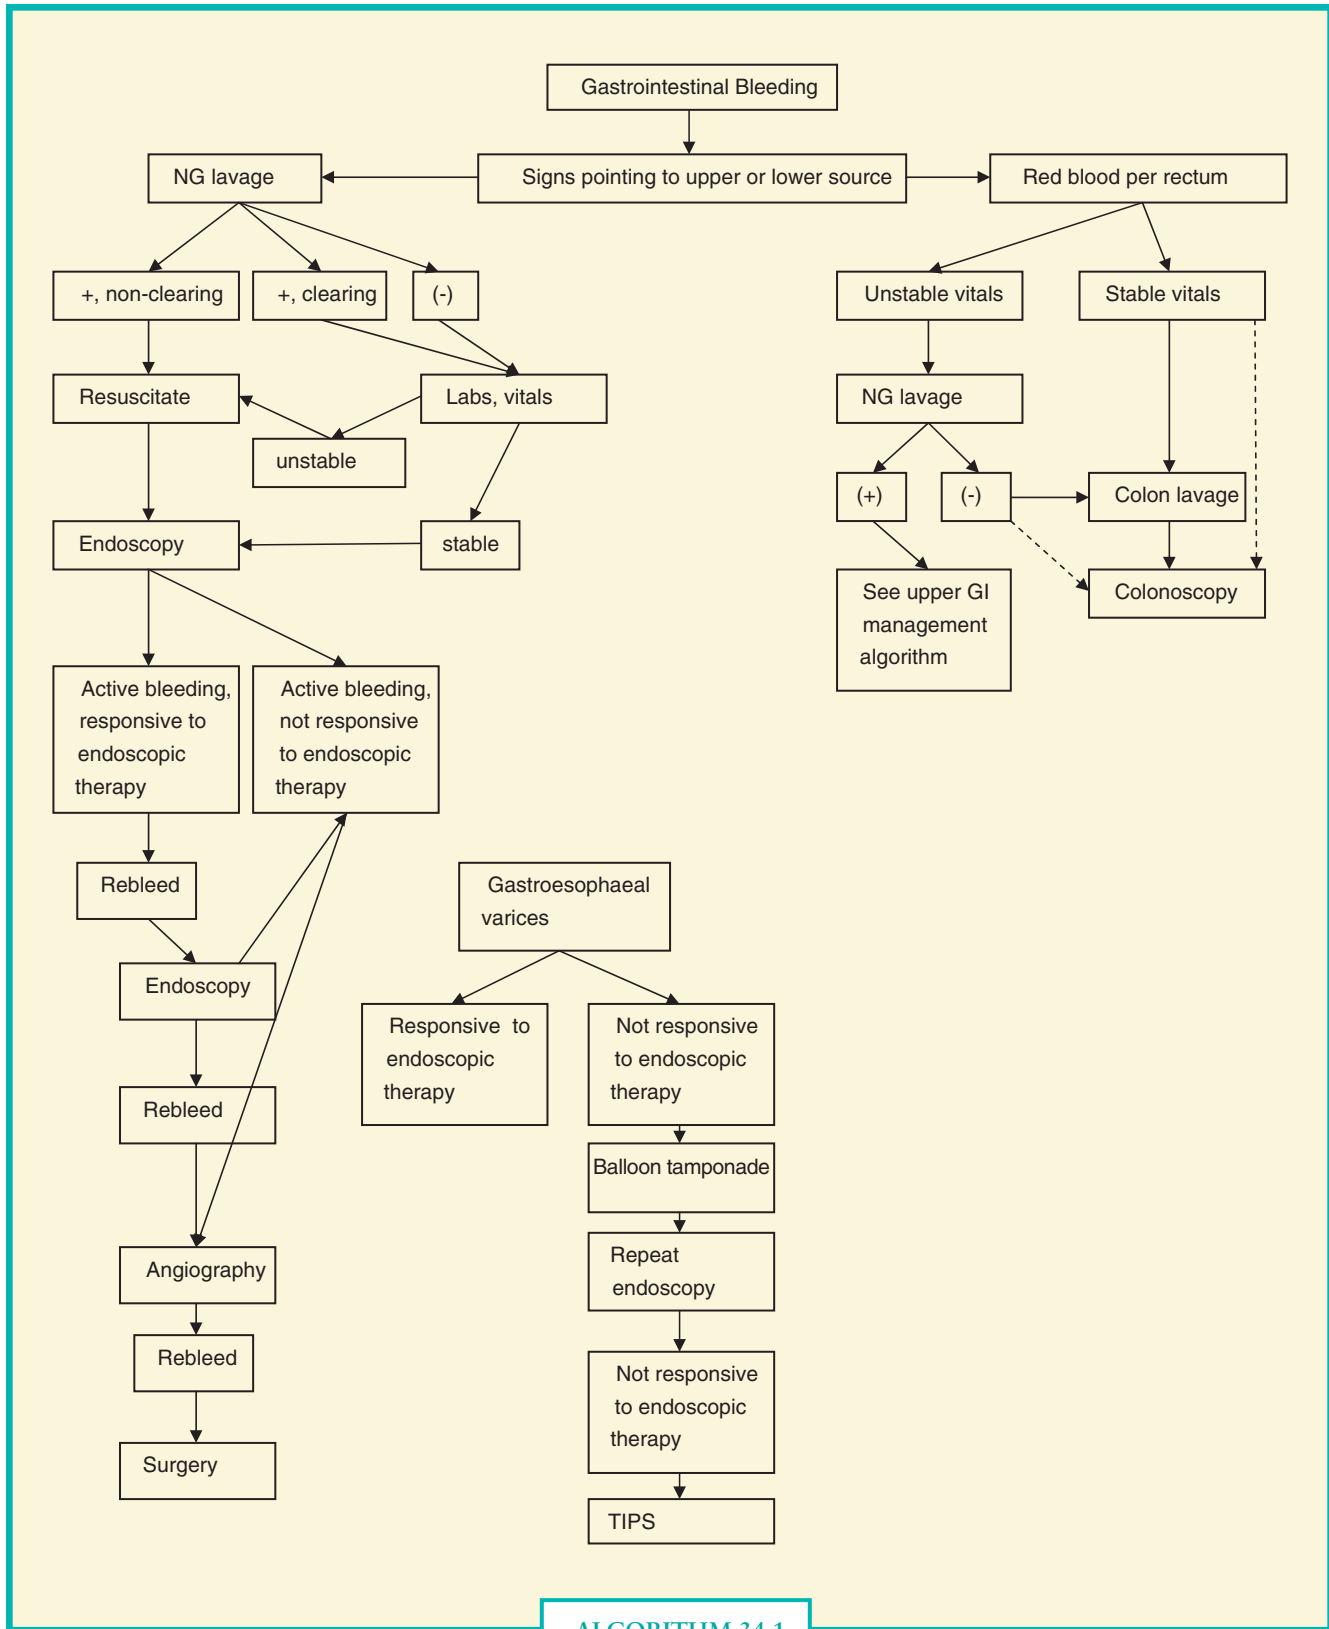 Gastrointestinal Bleeding
NG lavage
Signs pointing to upper or lower source
Red blood per rectum
+, non-clearing
+, clearing
(-)
Unstable vitals
Stable vitals
Resuscitate
Labs, vitals
NG lavage
unstable
(+)
(-)
Colon lavage
Endoscopy
stable
See upper GI
management
algorithm
Colonoscopy
Active bleeding,
responsive to
endoscopic
therapy
Active bleeding,
not responsive
to endoscopic
therapy
Rebleed
Gastroesophaeal
varices
Endoscopy
Responsive to
endoscopic
therapy
Not responsive
to endoscopic
therapy
Rebleed
Balloon tamponade
Angiography
Repeat
endoscopy
Rebleed
Not responsive
to endoscopic
therapy
Surgery
TIPS
ALGORITHM 34.1